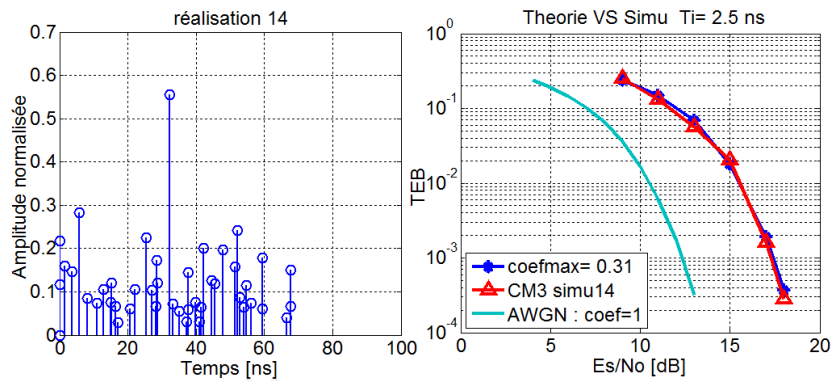 réalisation 14
Amplitude normalisée
0.7
0.6
0.5
0.4
0.3
0.2
0.1
0
0 20 40 60 80 100
Temps [ns]
Theorie VS Simu Ti= 2.5 ns
TEB
10^0
10^-1
10^-2
10^-3
10^-4
coefmax= 0.31
CM3 simu14
AWGN : coef=1
0 5 10 15 20
Es/No [dB]